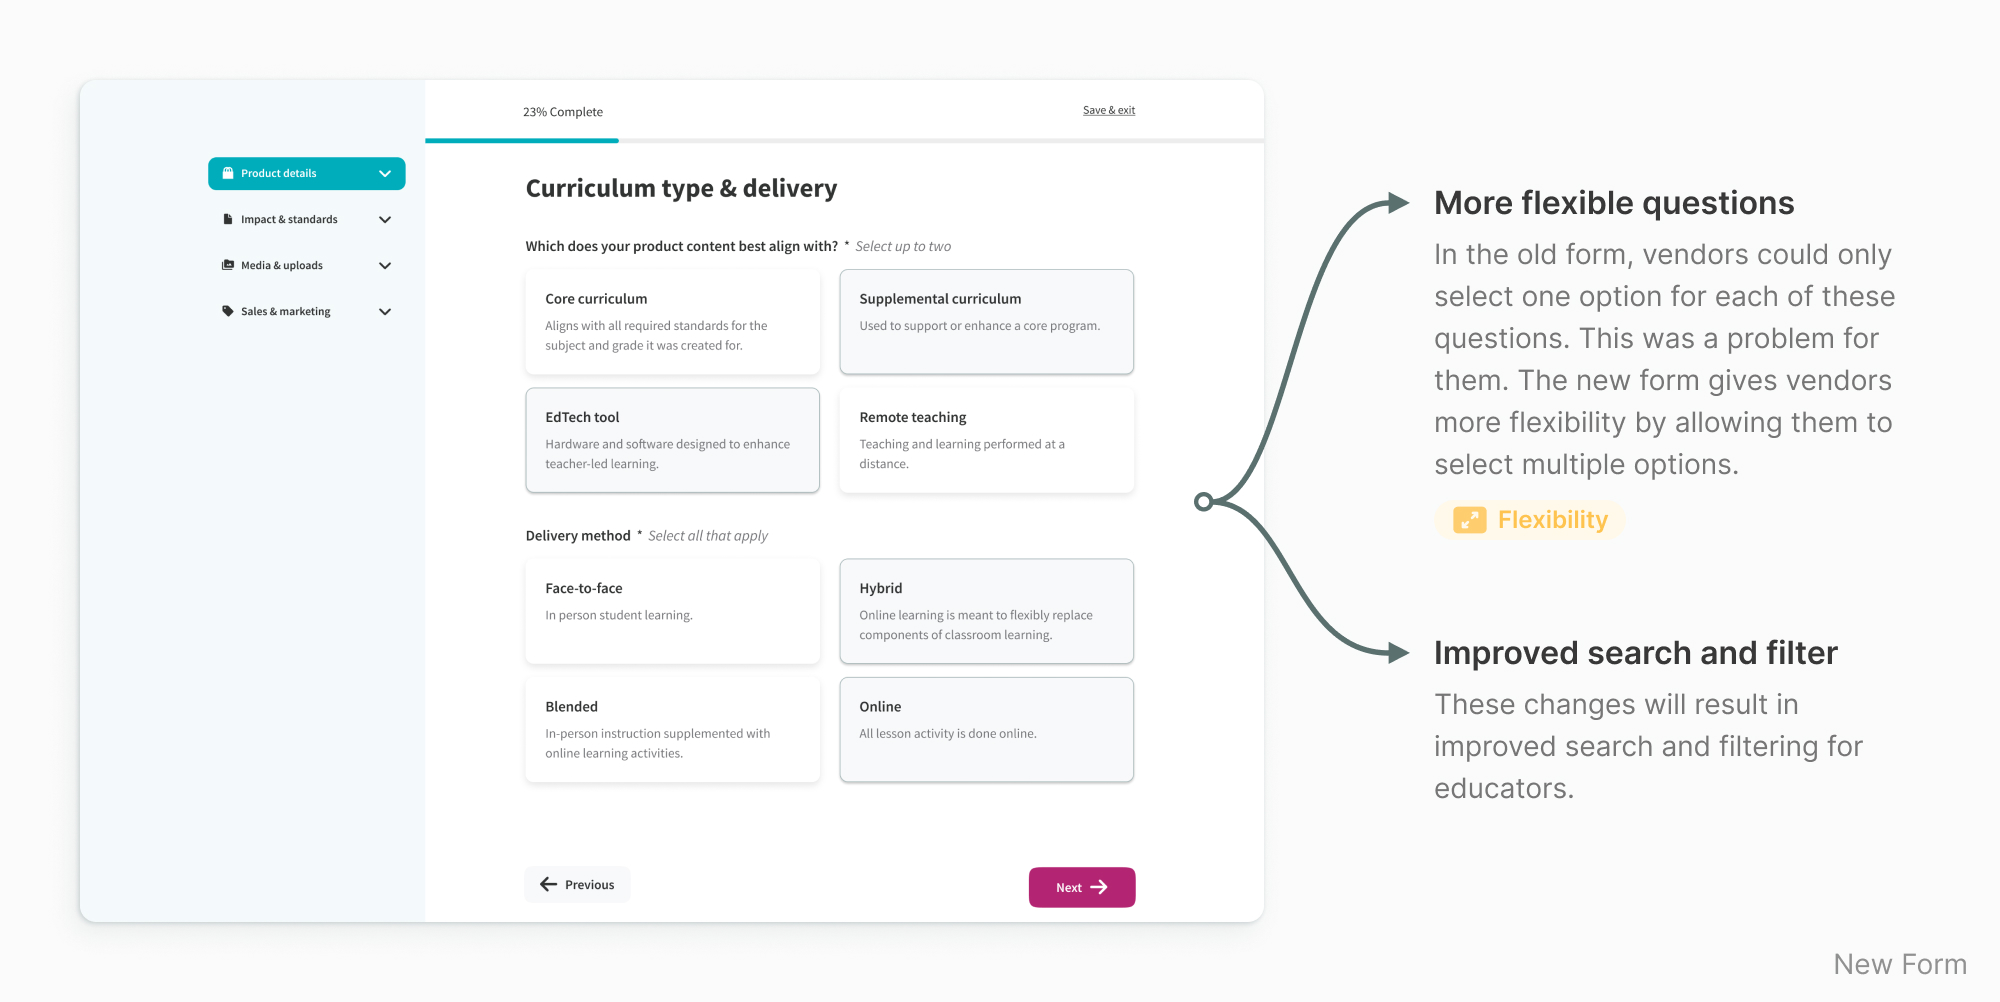 23% Complete
Save & exit
Product details
Impact & standards
Media & uploads
Sales & marketing
Curriculum type & delivery
Which does your product content best align with? * Select up to two
Core curriculum
Aligns with all required standards for the
subject and grade it was created for.
Supplemental curriculum
Used to support or enhance a core program.
EdTech tool
Hardware and software designed to enhance
teacher-led learning.
Remote teaching
Teaching and learning performed at a
distance.
Delivery method * Select all that apply
Face-to-face
In person student learning.
Hybrid
Online learning is meant to flexibly replace
components of classroom learning.
Blended
In-person instruction supplemented with
online learning activities.
Online
All lesson activity is done online.
Previous
Next
More flexible questions
In the old form, vendors could only
select one option for each of these
questions. This was a problem for
them. The new form gives vendors
more flexibility by allowing them to
select multiple options.
Flexibility
Improved search and filter
These changes will result in
improved search and filtering for
educators.
New Form